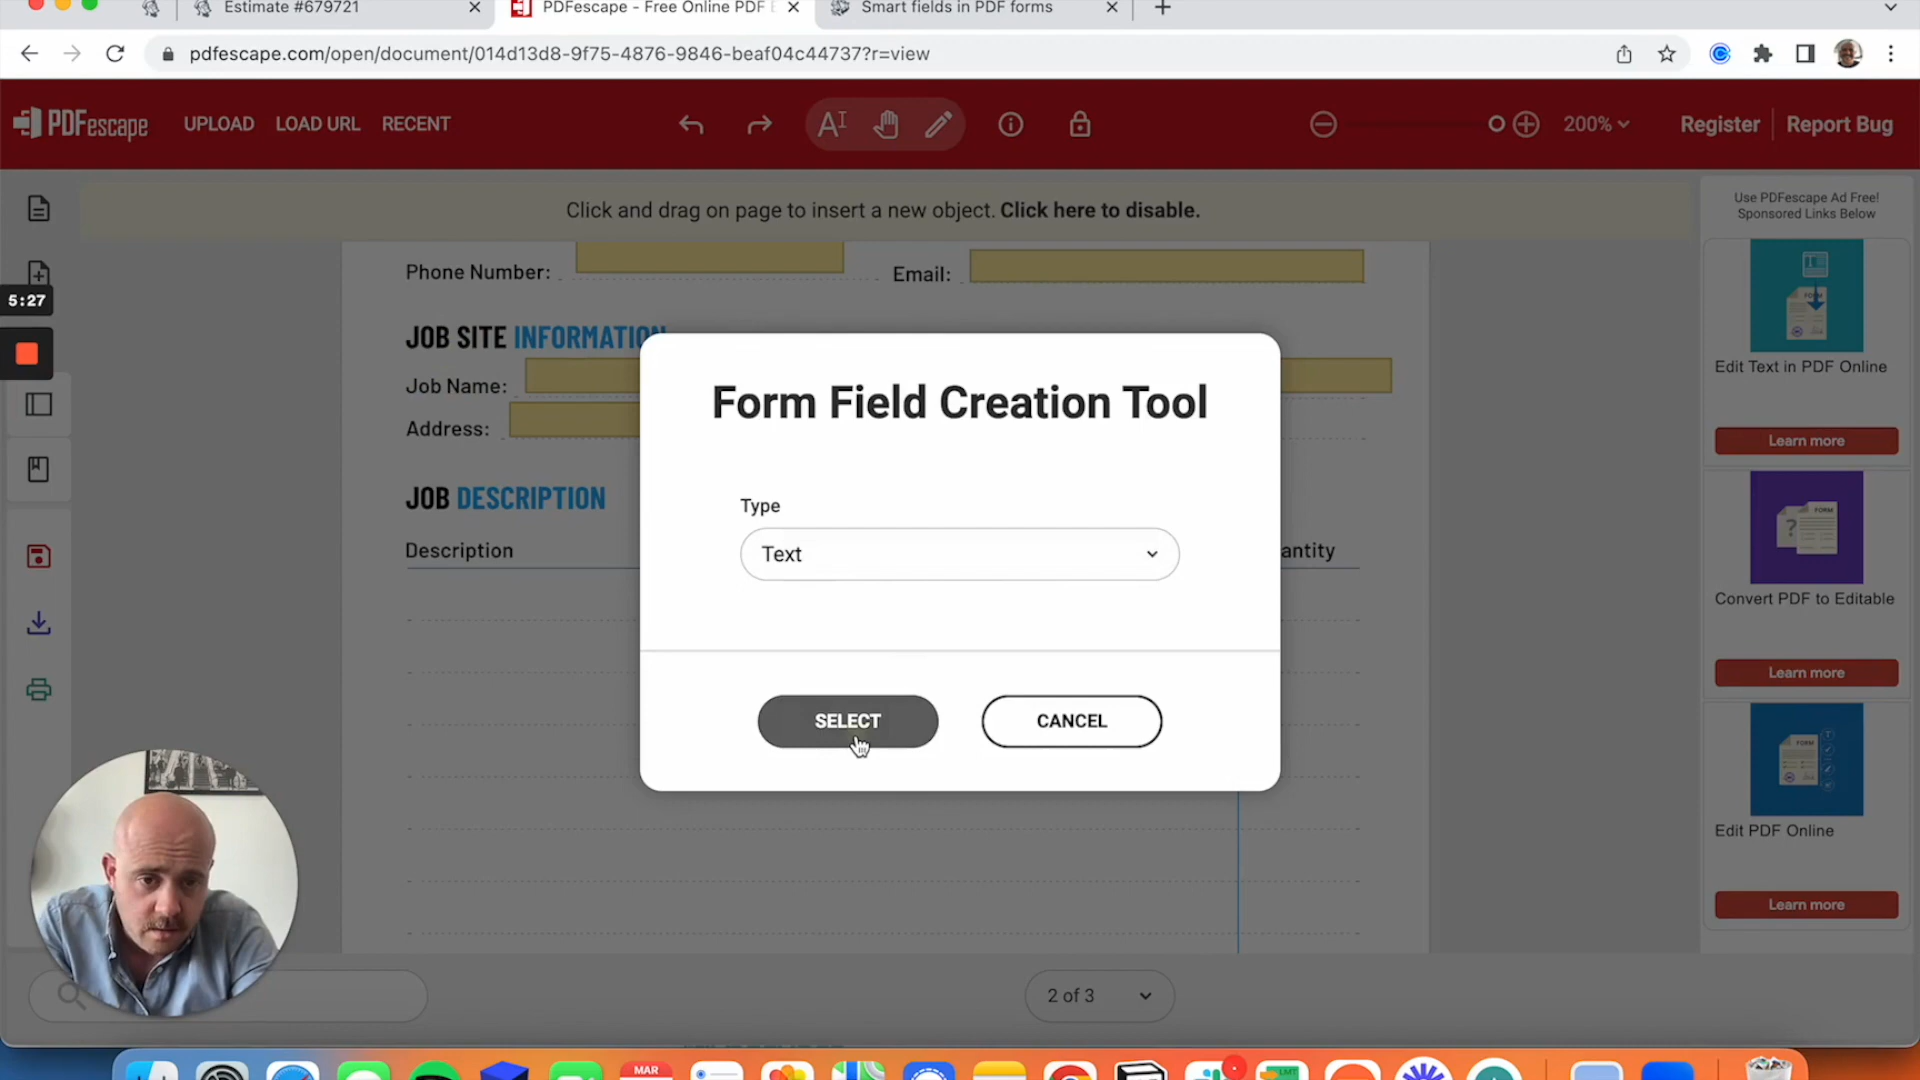 Estimate #679721
PDFescape - Free Online PDF E
Smart fields in PDF forms
pdfescape.com/open/document/014d13d8-9f75-4876-9846-beaf04c44737?r=view
PDFescape
UPLOAD
LOAD URL
RECENT
200%
Register
Report Bug
Click and drag on page to insert a new object. Click here to disable.
Use PDFescape Ad Free!
Sponsored Links Below
Phone Number:
Email:
5:27
JOB SITE INFORMATION
Job Name:
Address:
JOB DESCRIPTION
Description
antity
Form Field Creation Tool
Type
Text
SELECT
CANCEL
FORM
Edit Text in PDF Online
Learn more
FORM
Convert PDF to Editable
Learn more
FORM
Edit PDF Online
Learn more
2 of 3
MAR
LMT